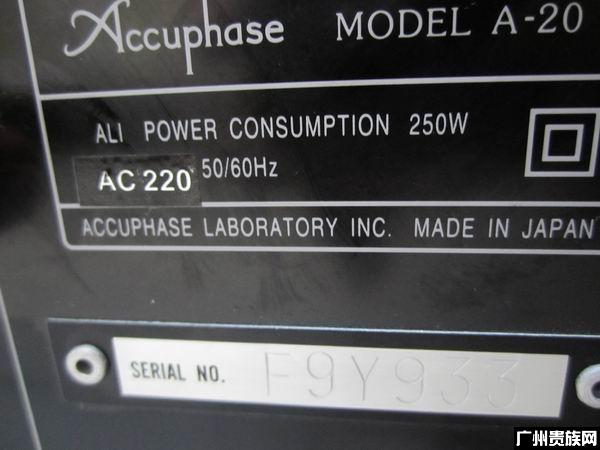 Accuphase MODEL A-20
ALI POWER CONSUMPTION 250W
AC 220 50/60Hz
ACCUPHASE LABORATORY INC. MADE IN JAPAN
SERIAL NO. F9Y933
广州贵族网